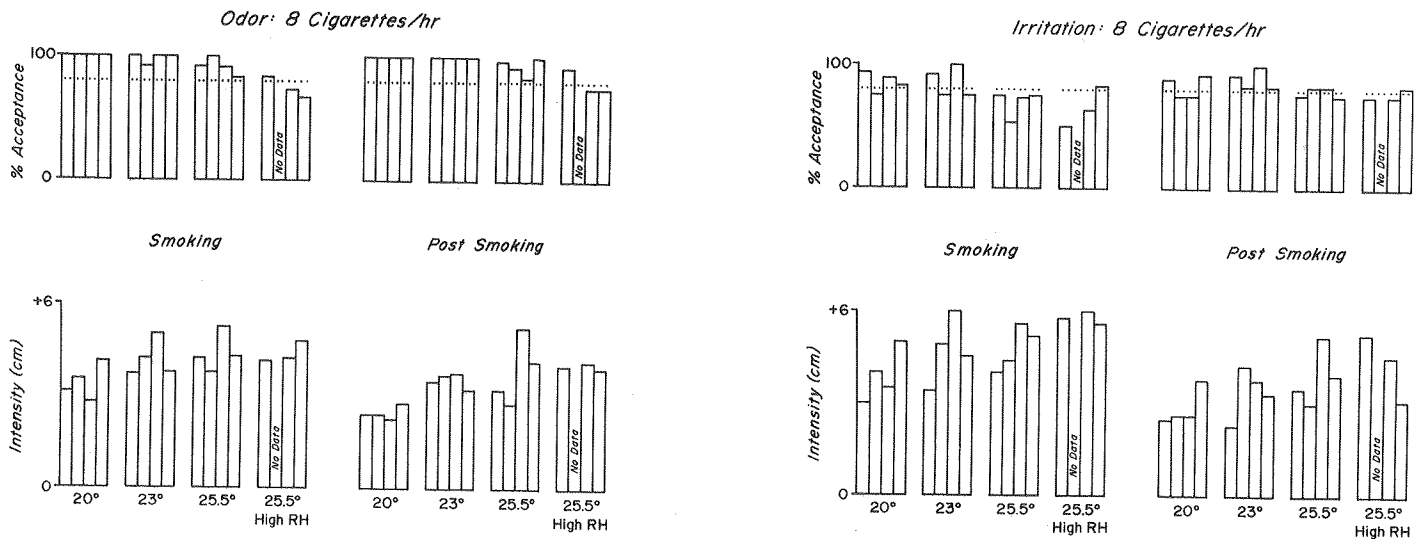 Odor: 8 Cigarettes/hr
100
% Acceptance
0
No Data
No Data
Smoking
Post Smoking
+6
Intensity (cm)
0
No Data
No Data
20°
23°
25.5°
25.5°
High RH
20°
23°
25.5°
25.5°
High RH
Irritation: 8 Cigarettes/hr
100
% Acceptance
0
No Data
No Data
Smoking
Post Smoking
+6
Intensity (cm)
0
No Data
No Data
20°
23°
25.5°
25.5°
High RH
20°
23°
25.5°
25.5°
High RH